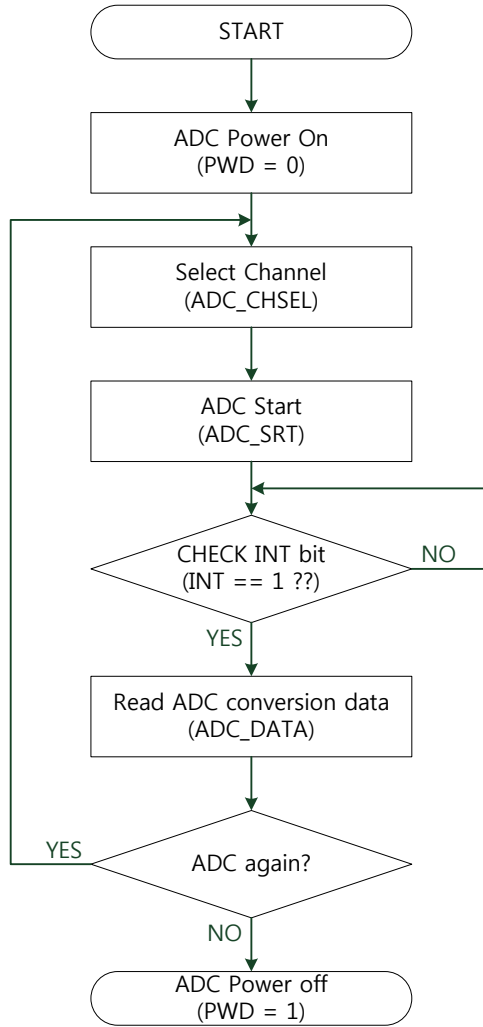 START
ADC Power On
(PWD = 0)
Select Channel
(ADC_CHSEL)
ADC Start
(ADC_SRT)
CHECK INT bit
(INT == 1 ??)
NO
YES
Read ADC conversion data
(ADC_DATA)
YES
ADC again?
NO
ADC Power off
(PWD = 1)